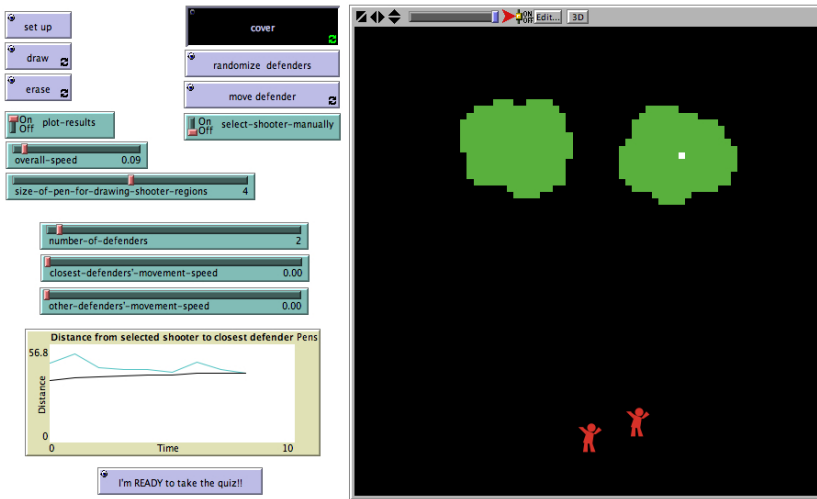 set up
draw
erase
cover
randomize defenders
move defender
On
Off
plot-results
On
Off
select-shooter-manually
overall-speed 0.09
size-of-pen-for-drawing-shooter-regions 4
number-of-defenders 2
closest-defenders'-movement-speed 0.00
other-defenders'-movement-speed 0.00
Distance from selected shooter to closest defender Pens
56.8
Distance
0
0 Time 10
I'm READY to take the quiz!!
ON
OFF
Edit...
3D